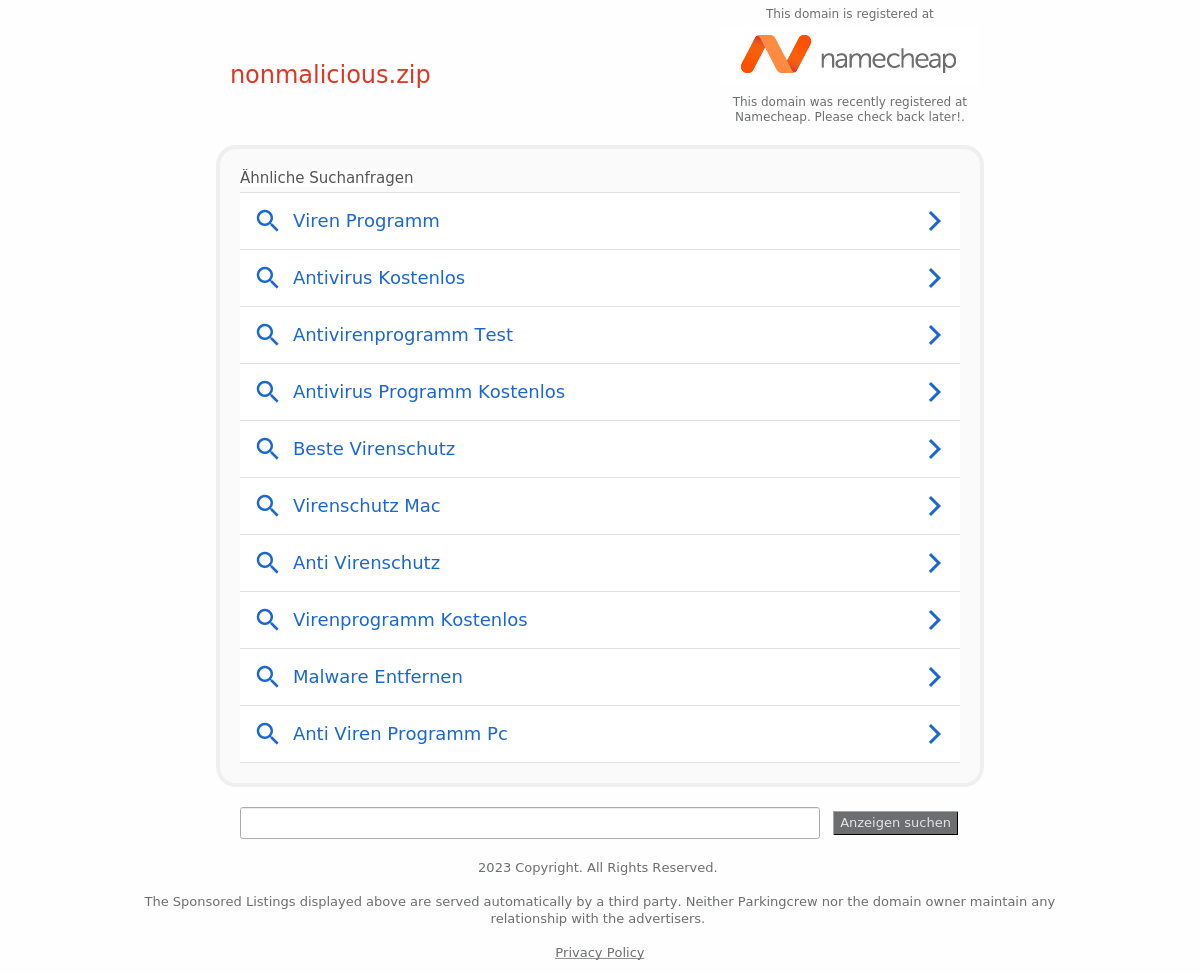 This domain is registered at
namecheap
nonmalicious.zip
This domain was recently registered at
Namecheap. Please check back later!.
Ähnliche Suchanfragen
Viren Programm
Antivirus Kostenlos
Antivirenprogramm Test
Antivirus Programm Kostenlos
Beste Virenschutz
Virenschutz Mac
Anti Virenschutz
Virenprogramm Kostenlos
Malware Entfernen
Anti Viren Programm Pc
Anzeigen suchen
2023 Copyright. All Rights Reserved.
The Sponsored Listings displayed above are served automatically by a third party. Neither Parkingcrew nor the domain owner maintain any
relationship with the advertisers.
Privacy Policy